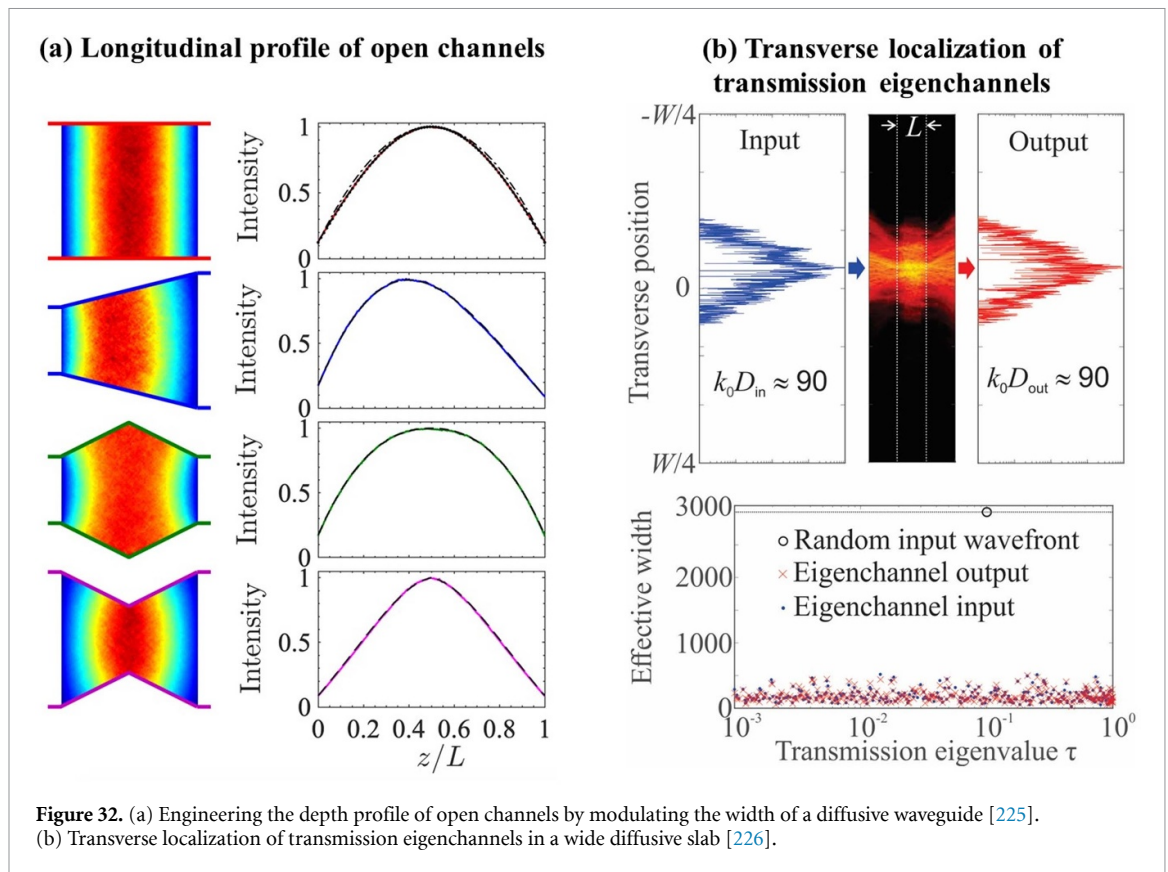 (a) Longitudinal profile of open channels
Intensity
1
0.5
0
Intensity
1
0.5
0
Intensity
1
0.5
0
Intensity
1
0.5
0
0 0.2 0.4 0.6 0.8 1
z/L
(b) Transverse localization of
transmission eigenchannels
Transverse position
-W/4
0
W/4
Input
L
Output
k₀D_in ≈ 90
k₀D_out ≈ 90
Effective width
3000
2000
1000
0
Random input wavefront
Eigenchannel output
Eigenchannel input
10⁻³ 10⁻² 10⁻¹ 10⁰
Transmission eigenvalue τ
Figure 32. (a) Engineering the depth profile of open channels by modulating the width of a diffusive waveguide [225].
(b) Transverse localization of transmission eigenchannels in a wide diffusive slab [226].